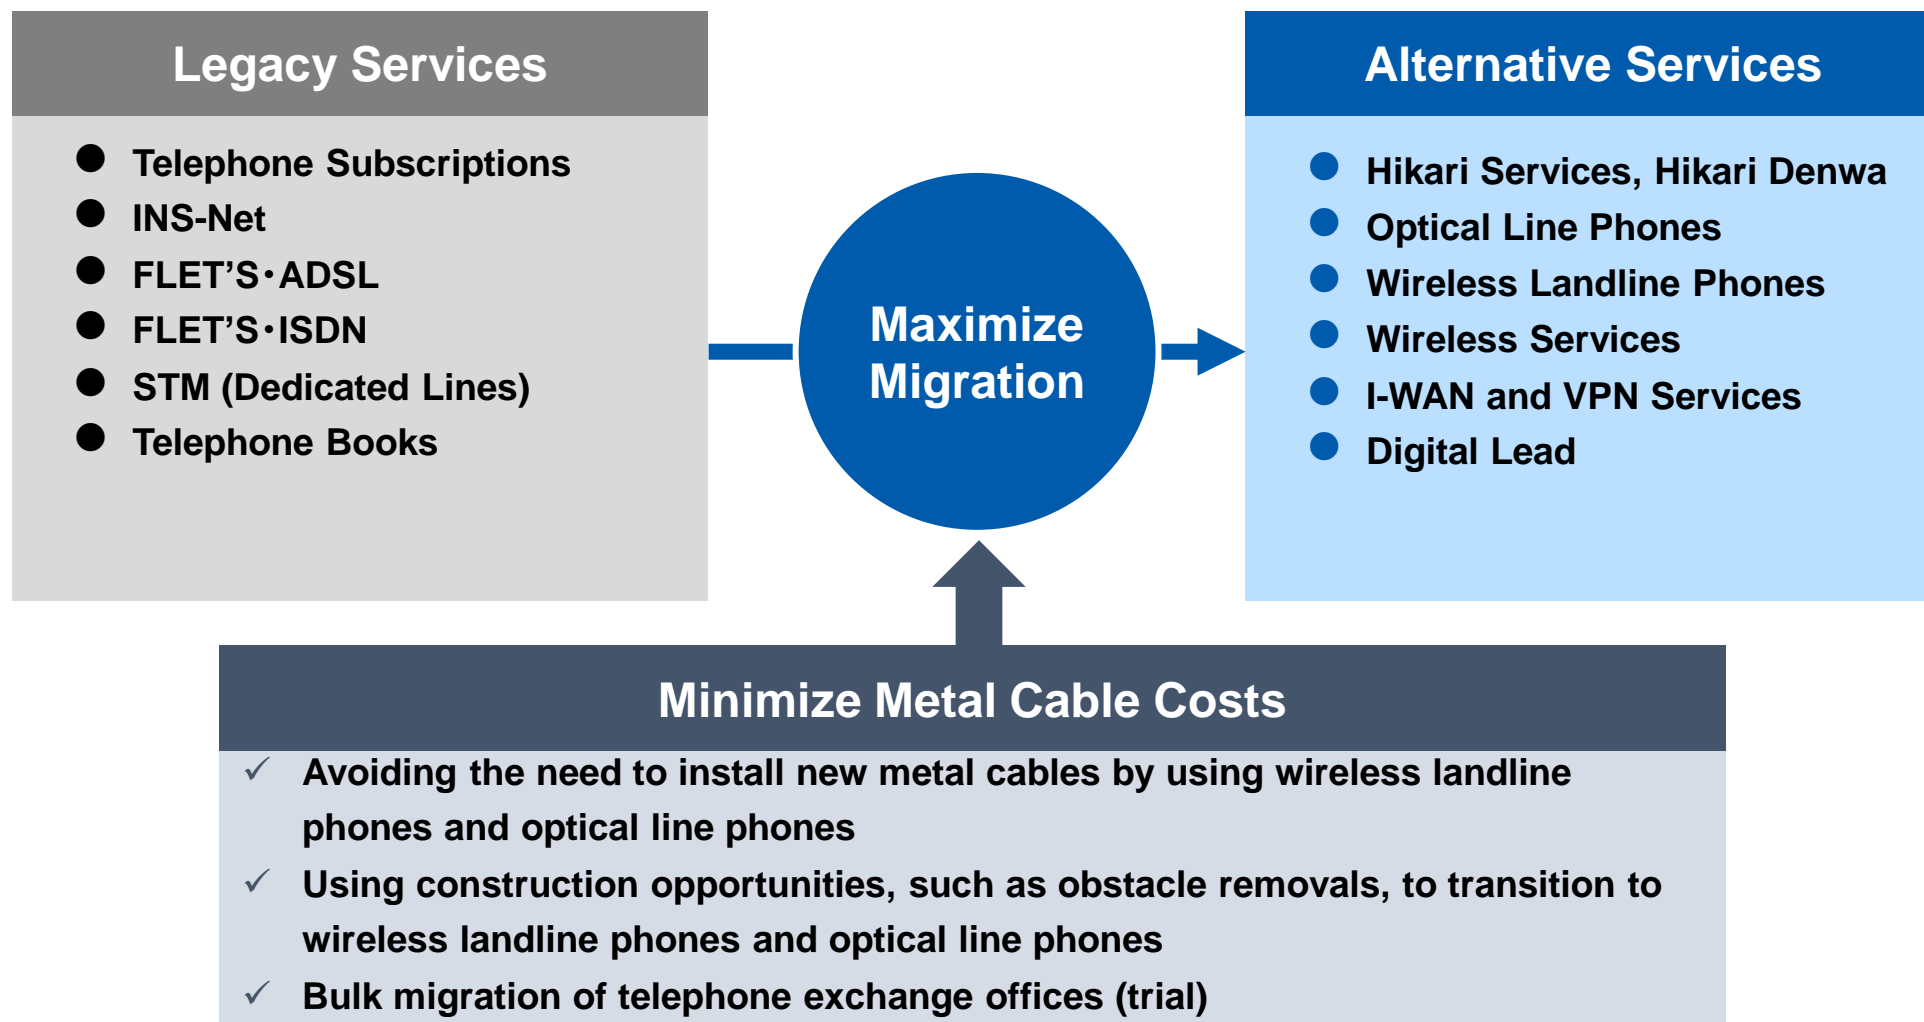 Legacy Services
Telephone Subscriptions
INS-Net
FLET’S・ADSL
FLET’S・ISDN
STM (Dedicated Lines)
Telephone Books
Maximize
Migration
Alternative Services
Hikari Services, Hikari Denwa
Optical Line Phones
Wireless Landline Phones
Wireless Services
I-WAN and VPN Services
Digital Lead
Minimize Metal Cable Costs
✓ Avoiding the need to install new metal cables by using wireless landline
phones and optical line phones
✓ Using construction opportunities, such as obstacle removals, to transition to
wireless landline phones and optical line phones
✓ Bulk migration of telephone exchange offices (trial)